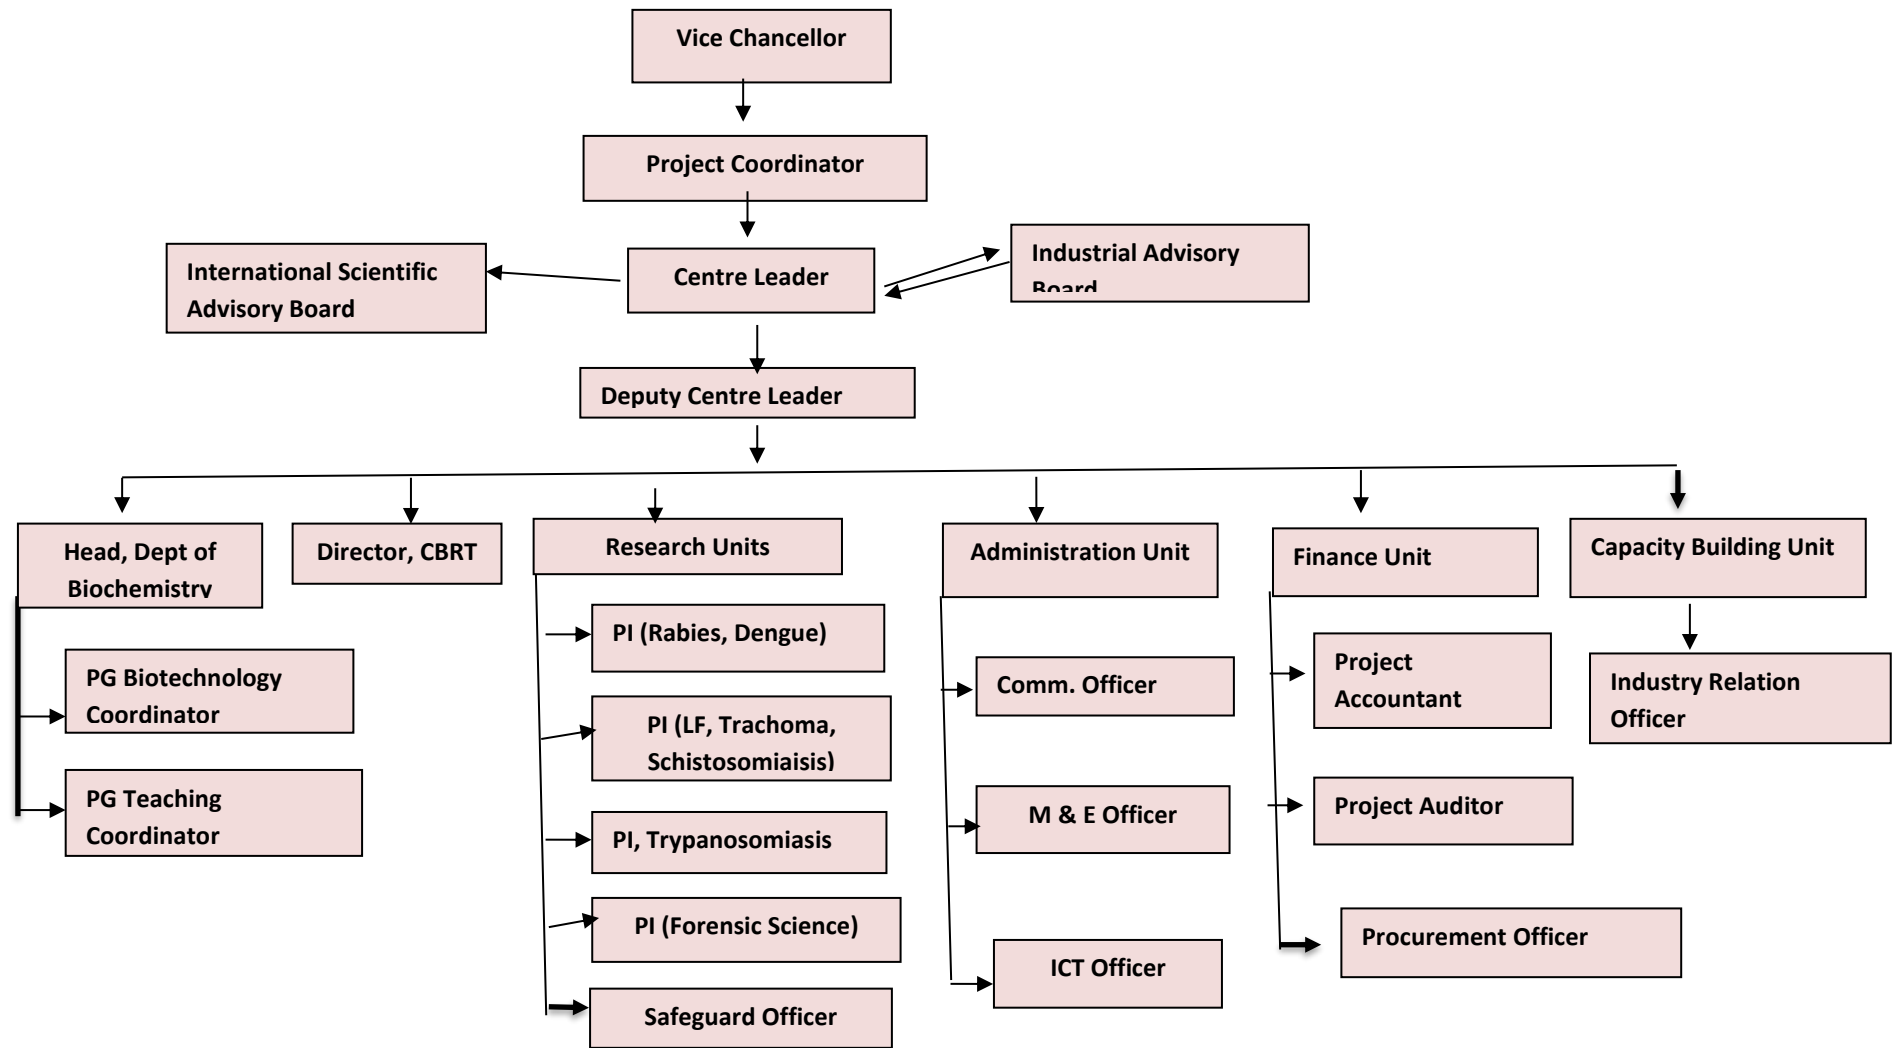 Vice Chancellor
Project Coordinator
International Scientific
Advisory Board
Centre Leader
Industrial Advisory
Board
Deputy Centre Leader
Head, Dept of
Biochemistry
Director, CBRT
Research Units
Administration Unit
Finance Unit
Capacity Building Unit
PG Biotechnology
Coordinator
PG Teaching
Coordinator
PI (Rabies, Dengue)
PI (LF, Trachoma,
Schistosomiaisis)
PI, Trypanosomiasis
PI (Forensic Science)
Safeguard Officer
Comm. Officer
M & E Officer
ICT Officer
Project
Accountant
Project Auditor
Procurement Officer
Industry Relation
Officer